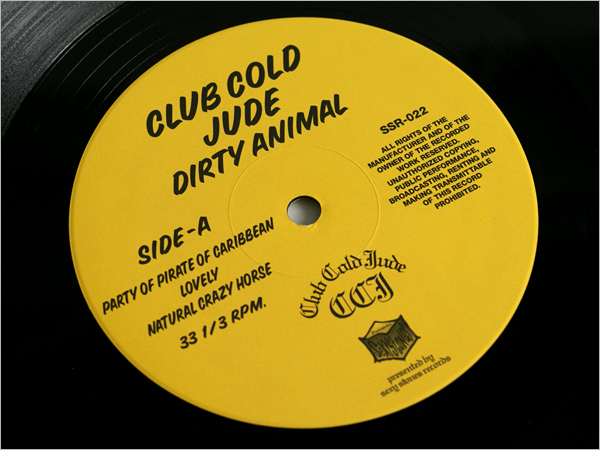 CLUB COLD
JUDE
DIRTY ANIMAL
SIDE-A
PARTY OF PIRATE OF CARIBBEAN
LOVELY
NATURAL CRAZY HORSE
33 1/3 RPM.
SSR-022
ALL RIGHTS OF THE
MANUFACTURER AND OF THE
OWNER OF THE RECORDED
WORK RESERVED.
UNAUTHORIZED COPYING,
PUBLIC PERFORMANCE,
BROADCASTING, RENTING AND
MAKING TRANSMITTABLE
OF THIS RECORD
PROHIBITED.
Club Cold Jude
CCJ
presented by
sexy stones records